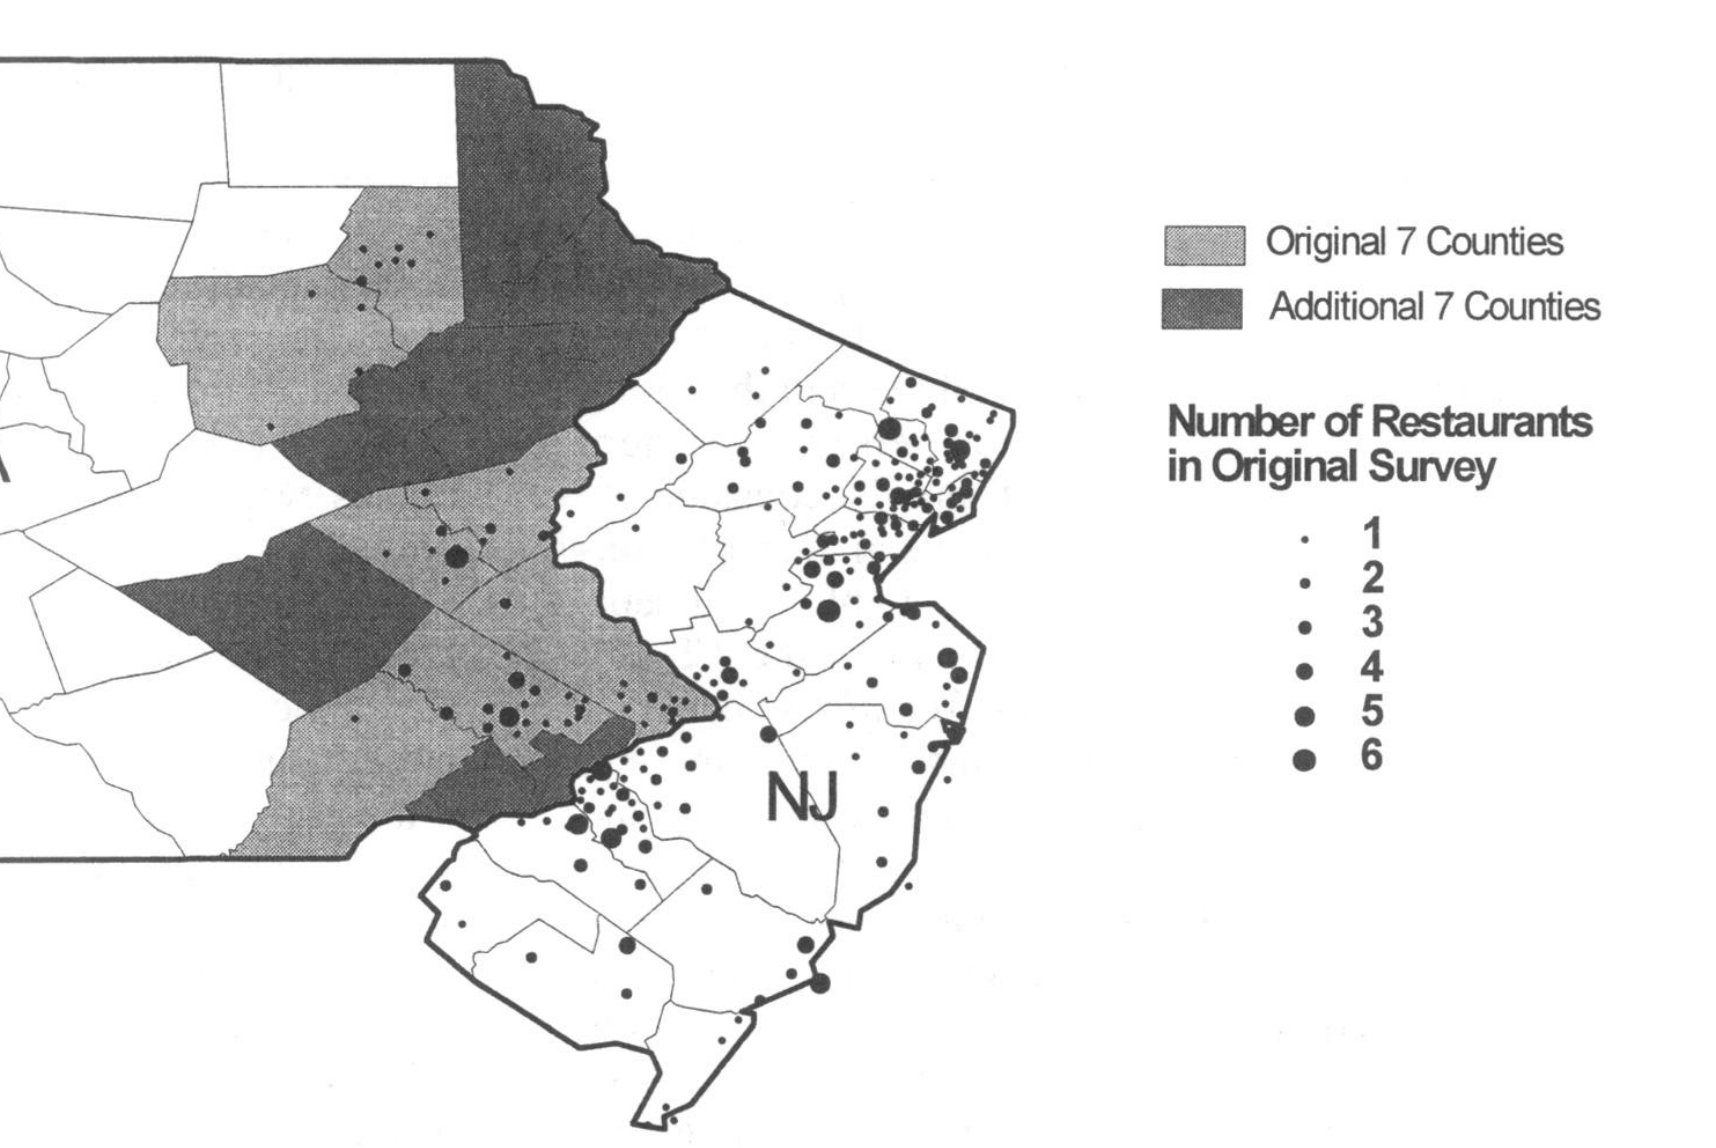 Original 7 Counties
Additional 7 Counties
Number of Restaurants
in Original Survey
1
2
3
4
5
6
NJ